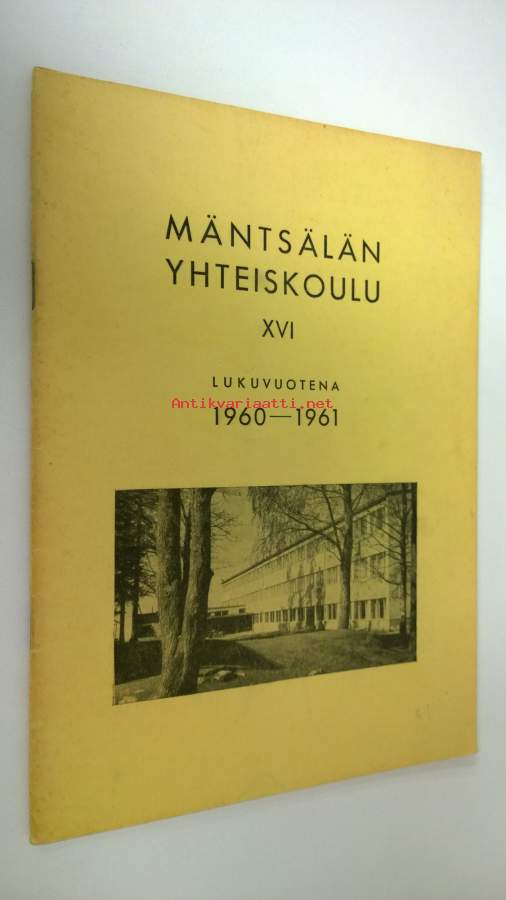 MÄNTSÄLÄN
YHTEISKOULU
XVI
LUKUVUOTENA
Antikvariaatti.net
1960—1961